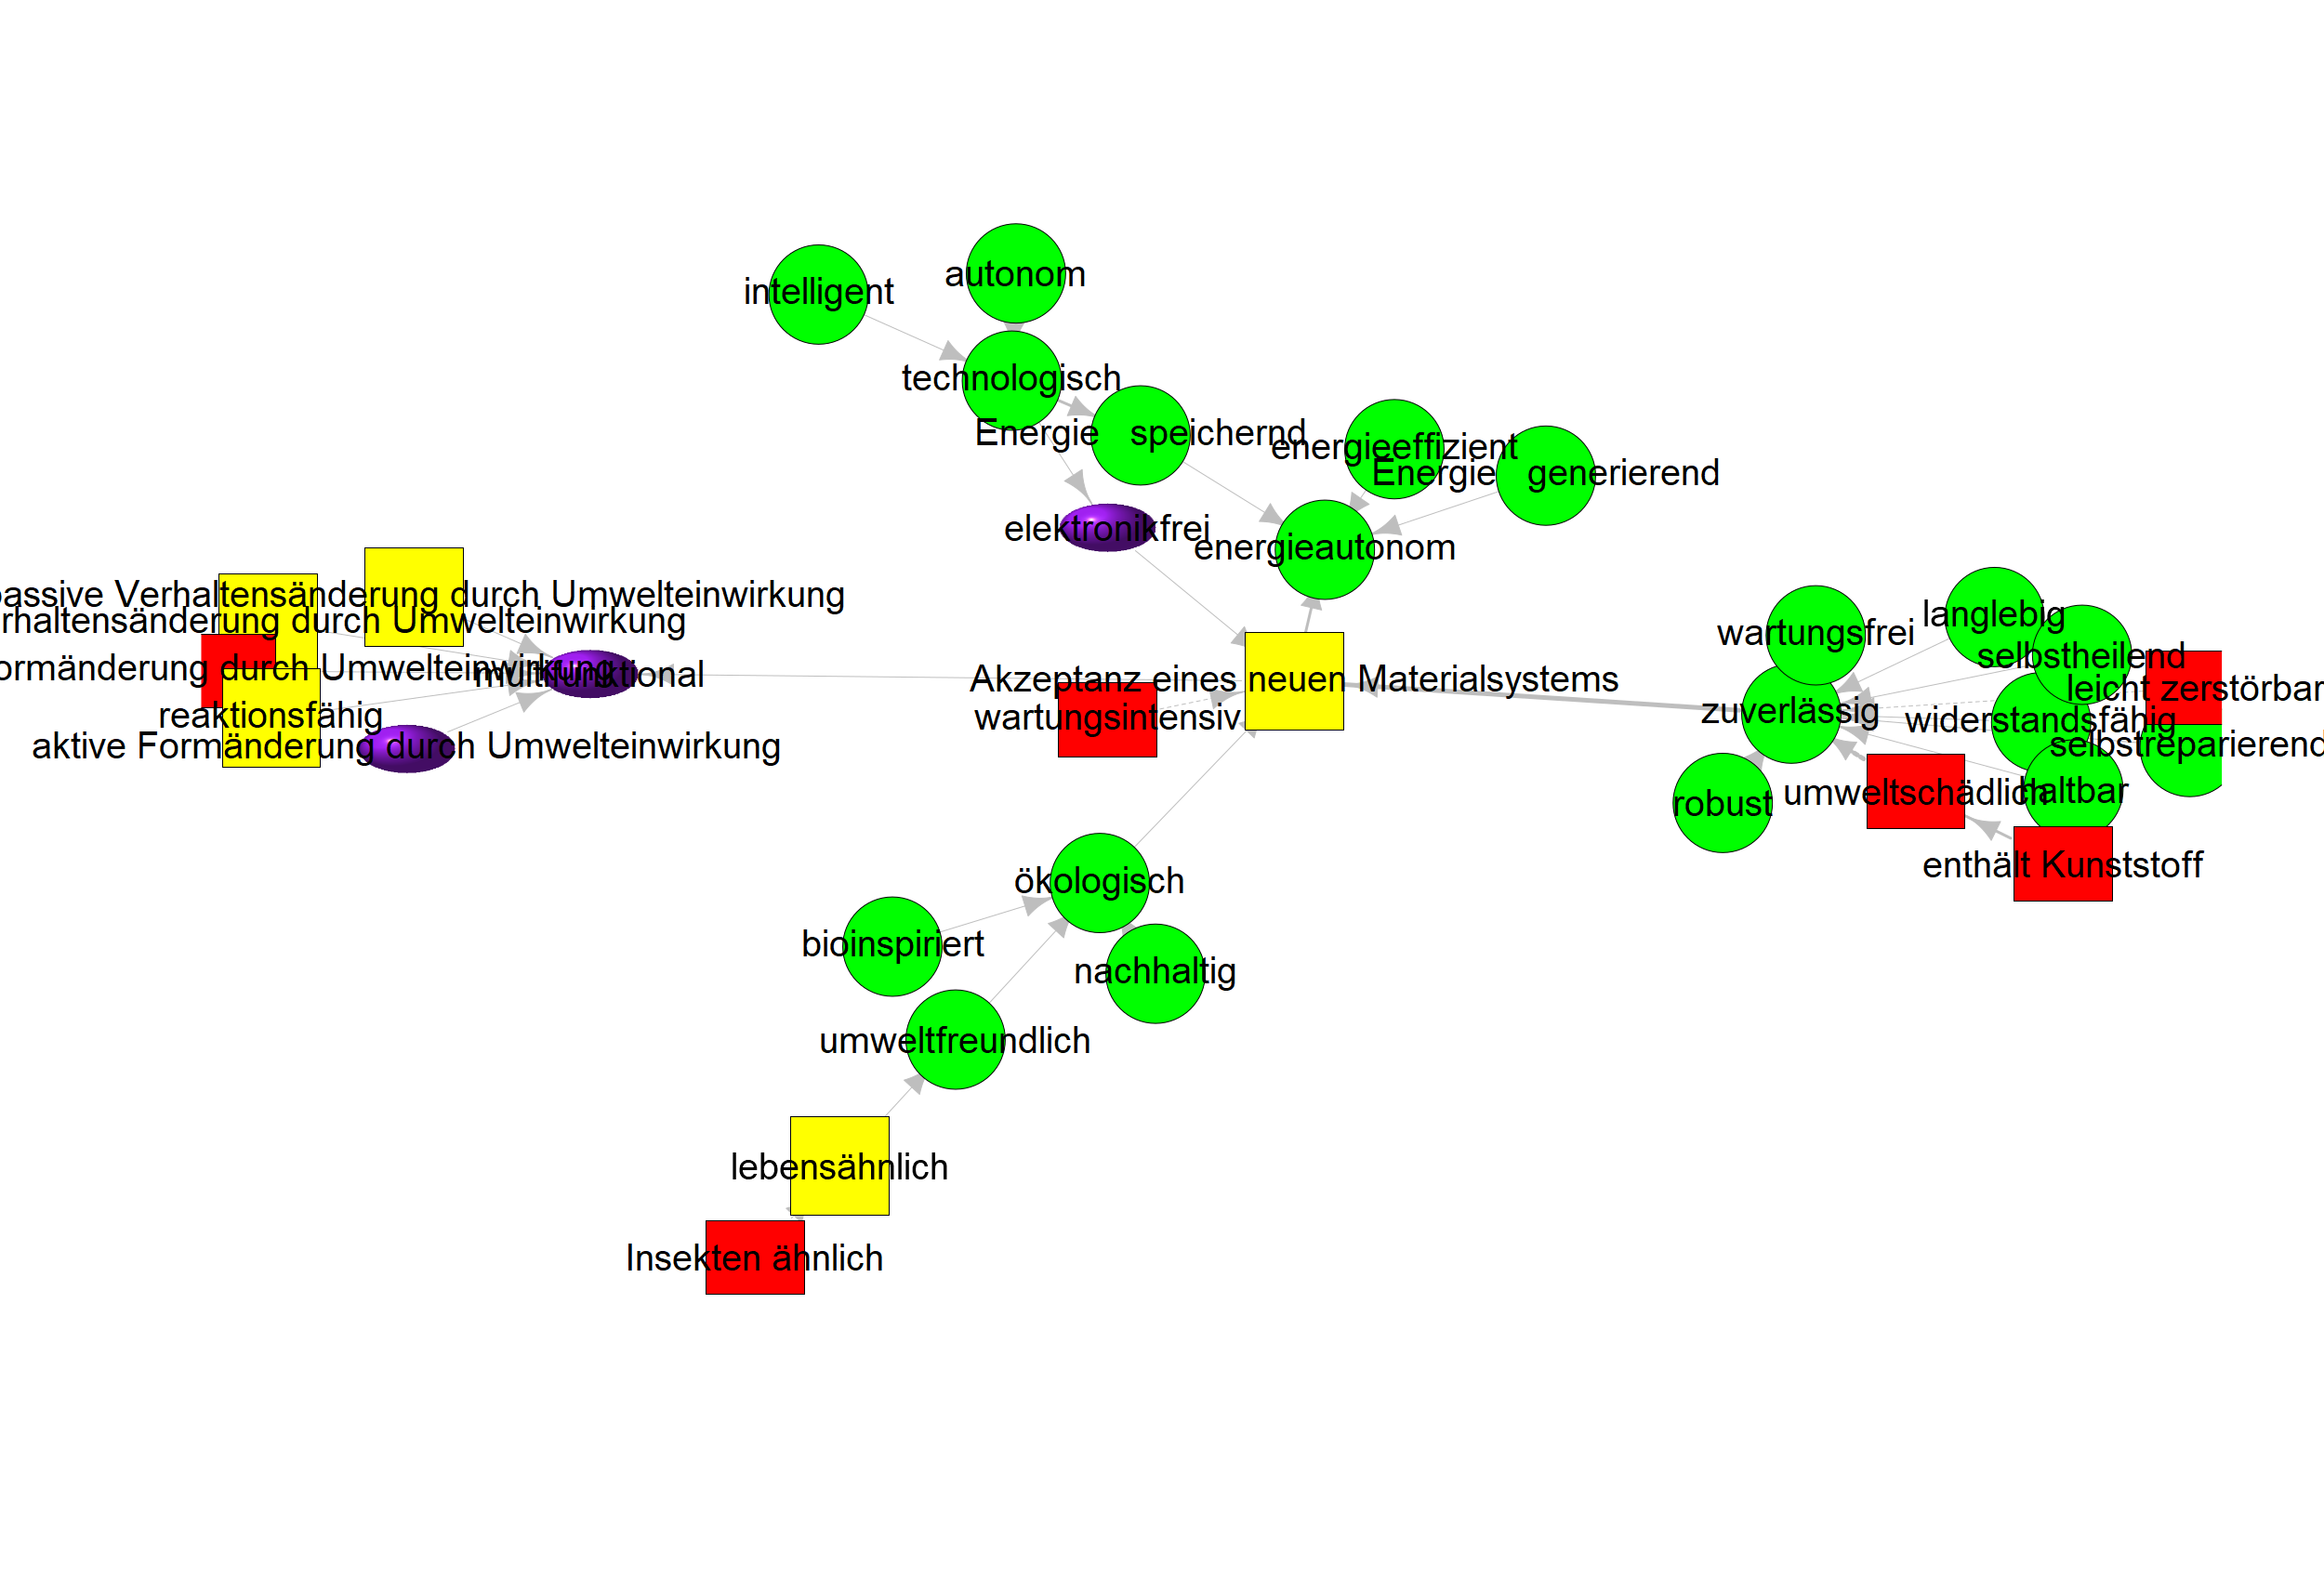 autonom
intelligent
technologisch
Energie speichernd
energieeffizient
Energie generierend
elektronikfrei
energieautonom
passive Verhaltensänderung durch Umwelteinwirkung
rhaltensänderung durch Umwelteinwirkung
ormänderung durch Umwelteinwirkung
multifunktional
reaktionsfähig
aktive Formänderung durch Umwelteinwirkung
Akzeptanz eines neuen Materialsystems
wartungsintensiv
langlebig
wartungsfrei
selbstheilend
leicht zerstörbar
zuverlässig
widerstandsfähig
selbstreparierend
umweltschädlich
haltbar
robust
enthält Kunststoff
ökologisch
bioinspiriert
nachhaltig
umweltfreundlich
lebensähnlich
Insekten ähnlich